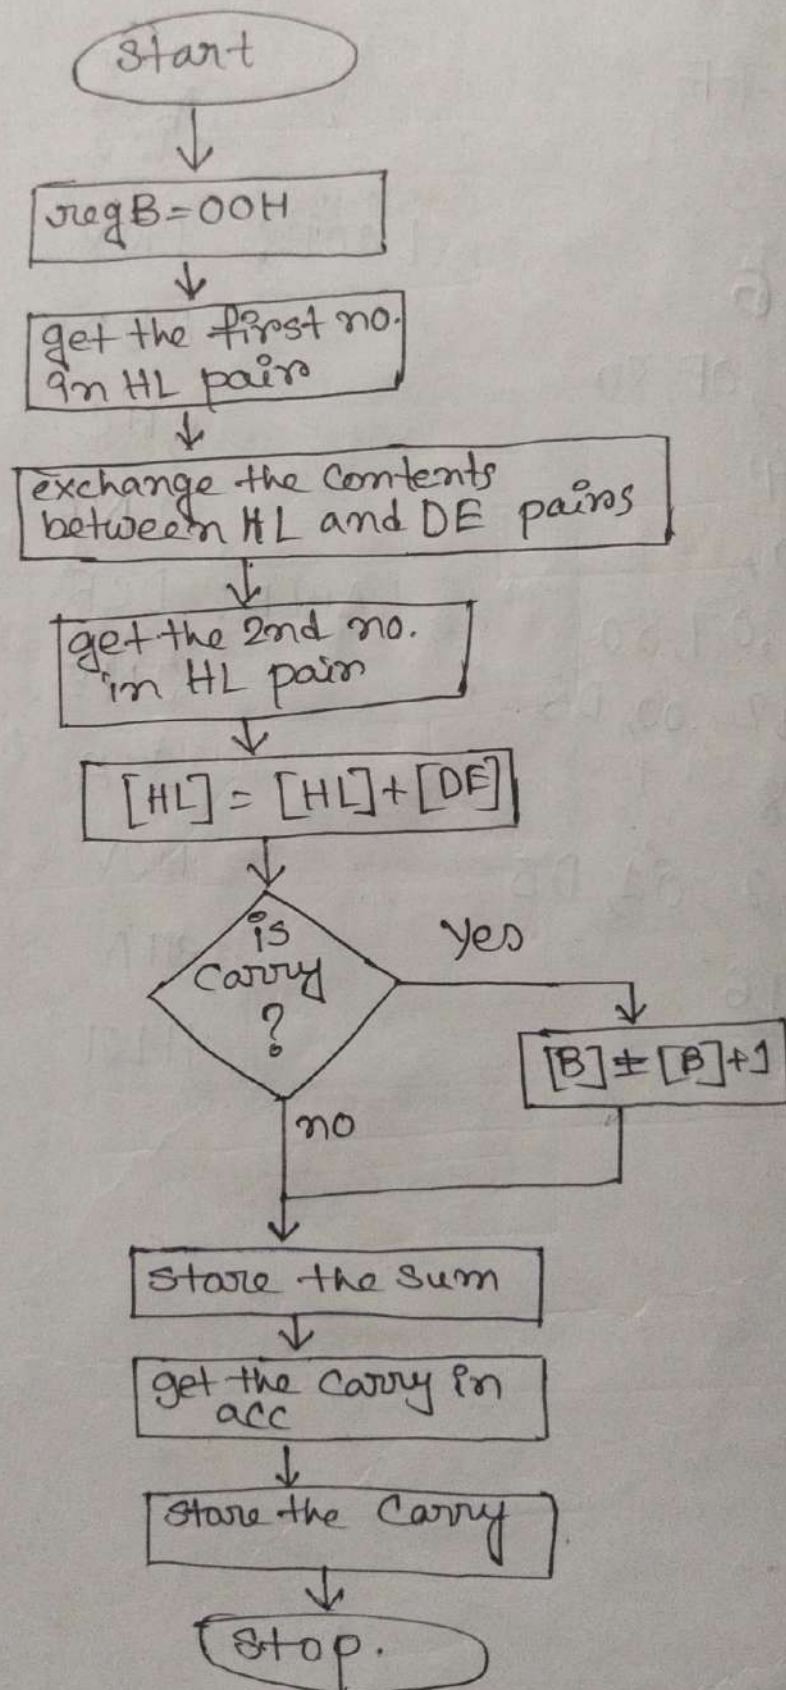 Start
regB=00H
get the first no.
in HL pair
exchange the contents
between HL and DE pairs
get the 2nd no.
in HL pair
[HL] = [HL]+[DE]
is
carry
?
yes
[B] = [B]+1
no
store the sum
get the carry in
acc
store the carry
stop.